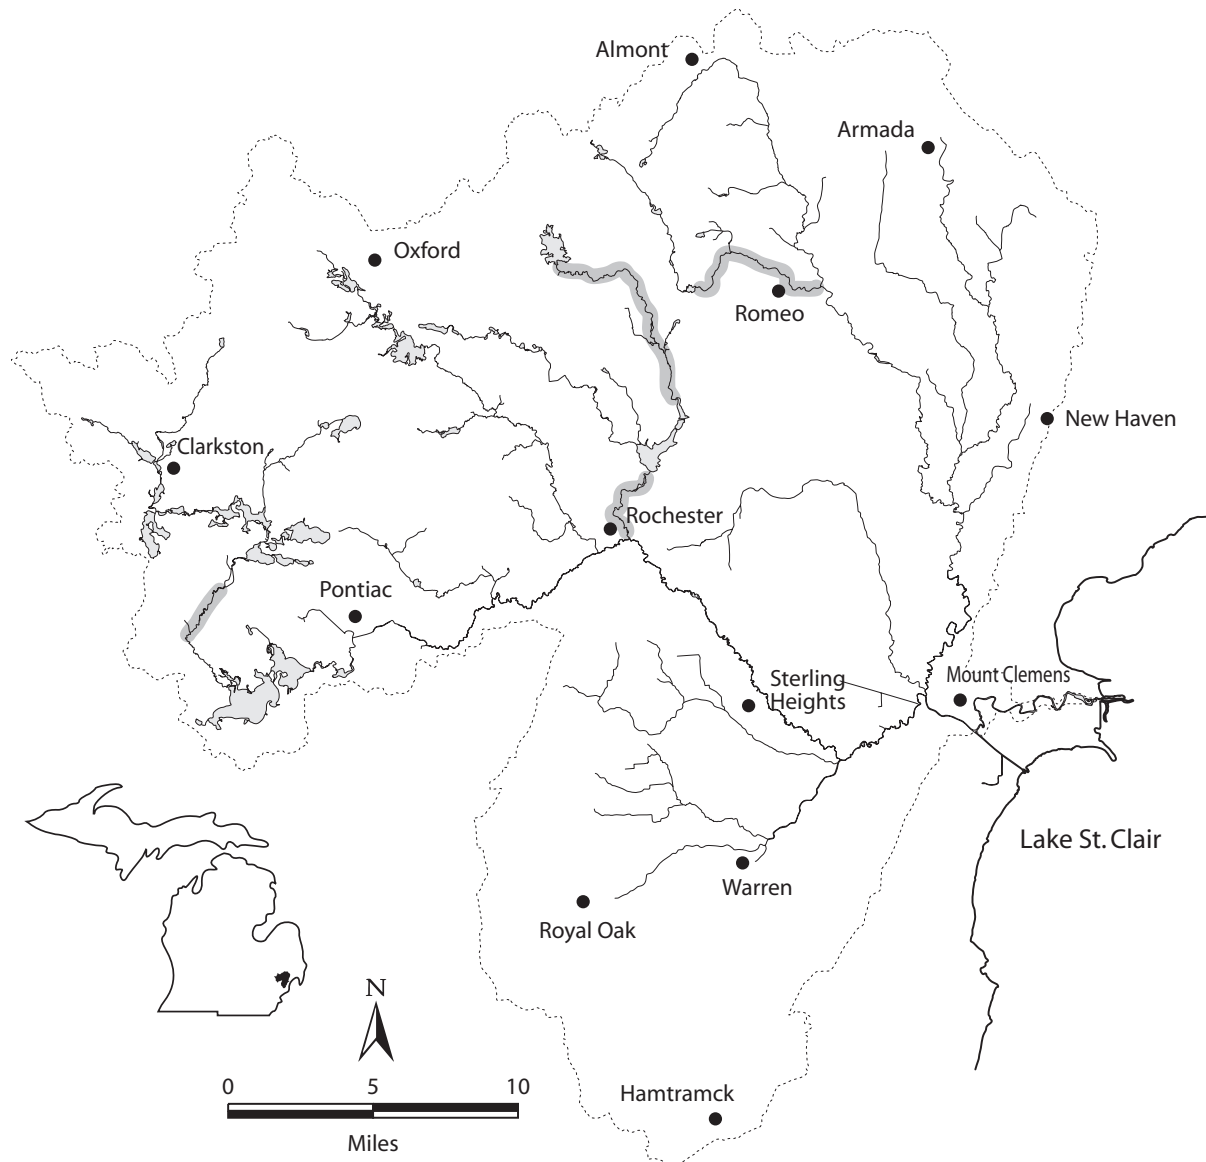 Almont
Armada
Oxford
Romeo
New Haven
Clarkston
Rochester
Pontiac
Mount Clemens
Sterling
Heights
Lake St. Clair
Warren
Royal Oak
N
0 5 10
Miles
Hamtramck